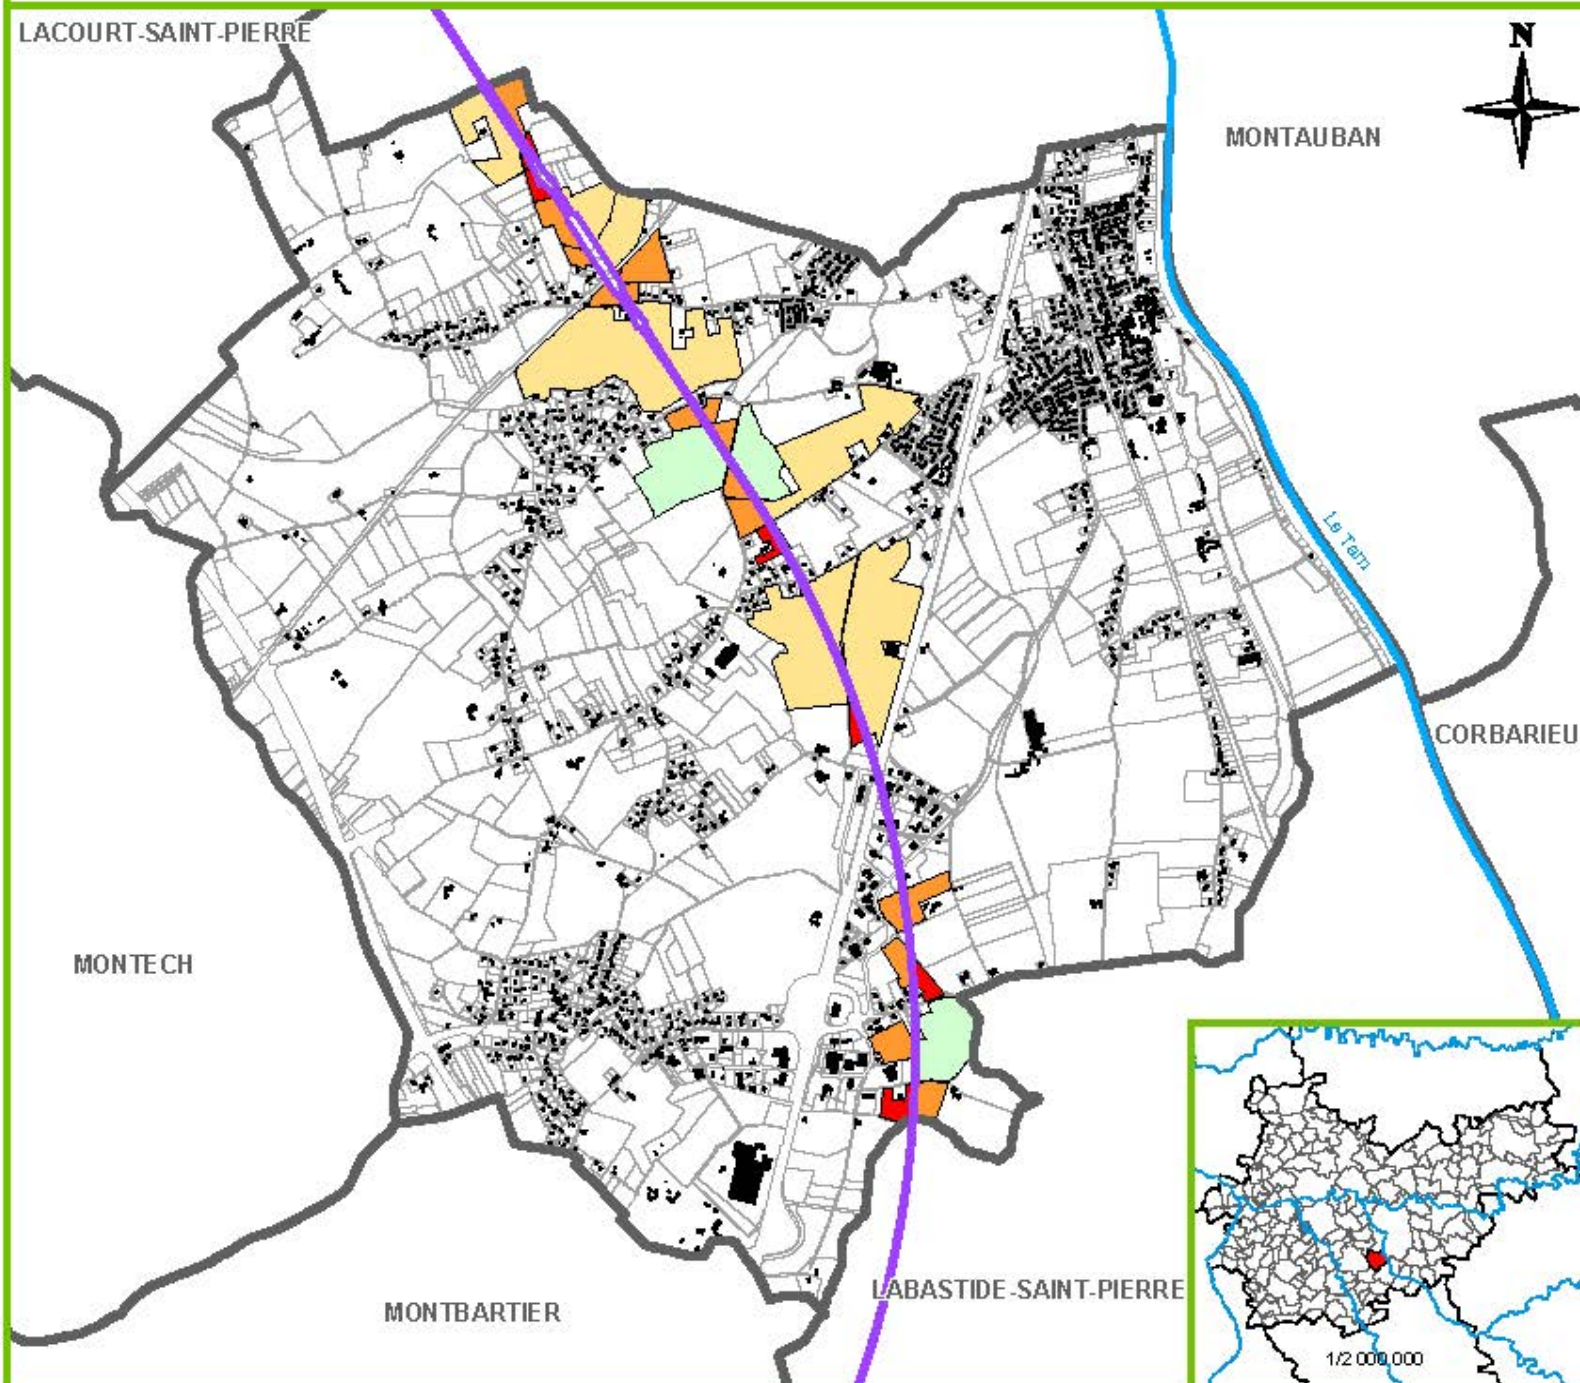 LACOURT-SAINT-PIERRE
N
MONTAUBAN
Le Tarn
CORBARIEU
MONTECH
LABASTIDE-SAINT-PIERRE
MONTBARTIER
1/2 000 000